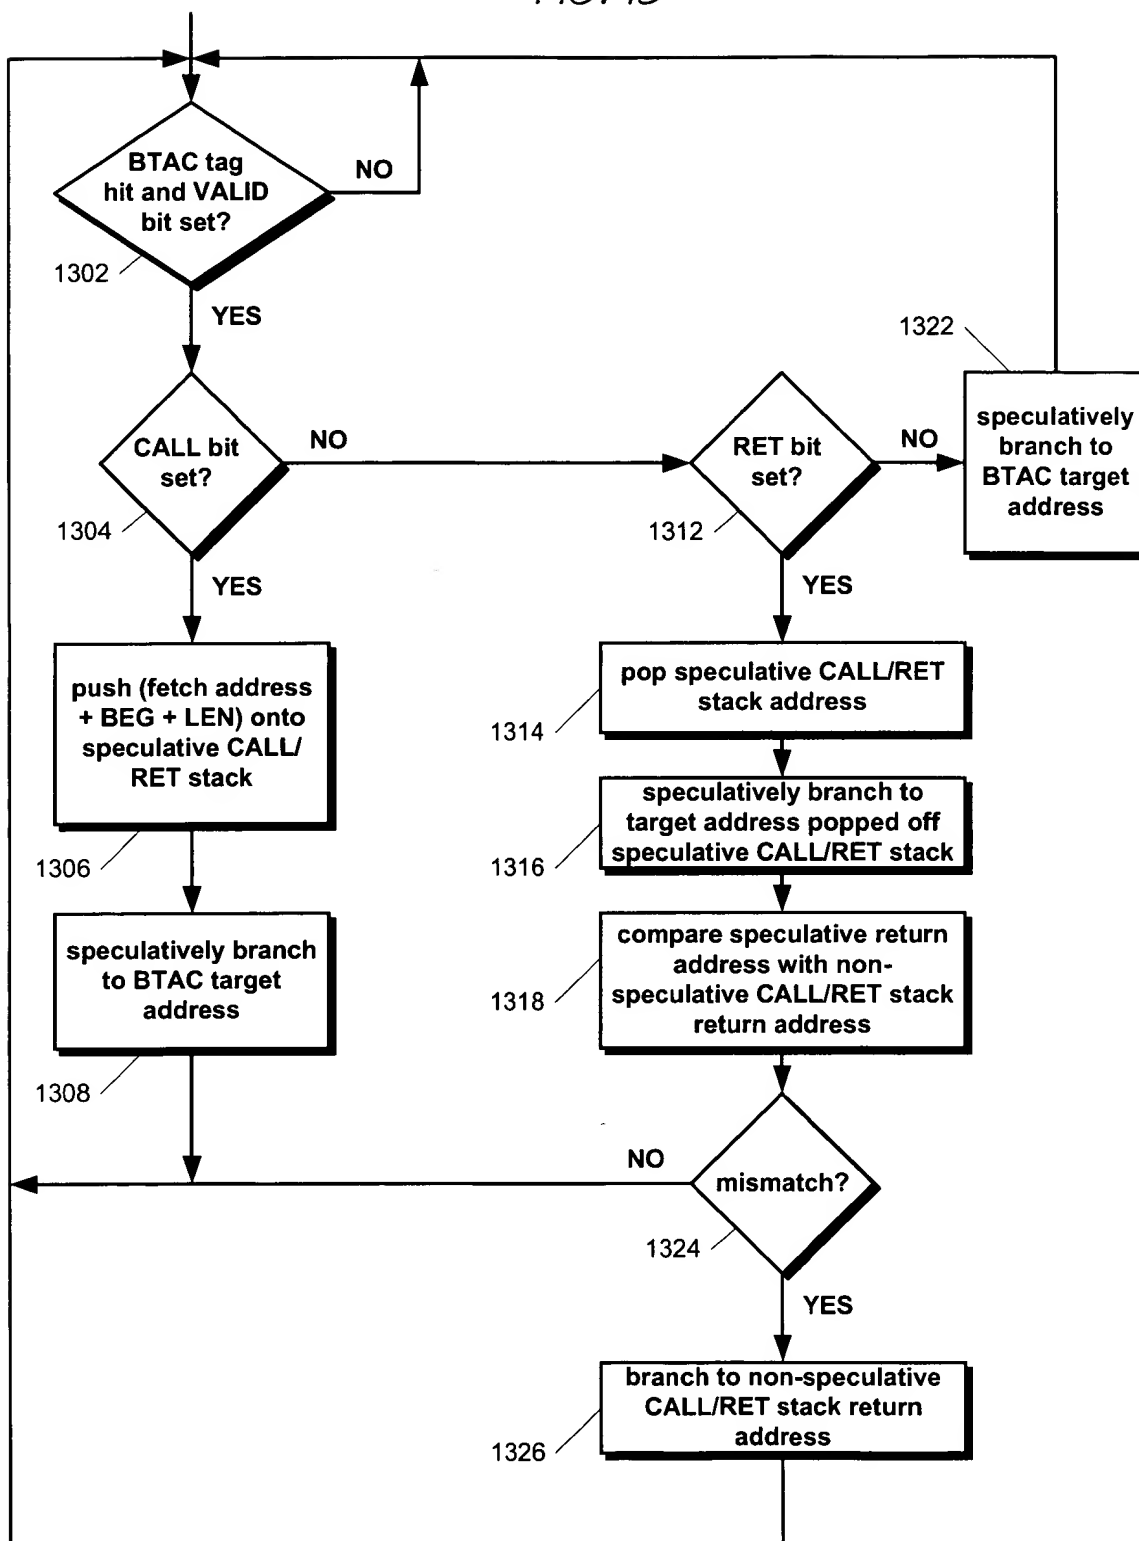 BTAC tag
hit and VALID
bit set?
NO
1302
YES
1322
CALL bit
set?
NO
RET bit
set?
NO
speculatively
branch to
BTAC target
address
1304
1312
YES
YES
push (fetch address
+ BEG + LEN) onto
speculative CALL/
RET stack
pop speculative CALL/RET
stack address
1314
speculatively branch to
target address popped off
speculative CALL/RET stack
1306
1316
speculatively branch
to BTAC target
address
compare speculative return
address with non-
speculative CALL/RET stack
return address
1318
1308
NO
mismatch?
1324
YES
branch to non-speculative
CALL/RET stack return
address
1326